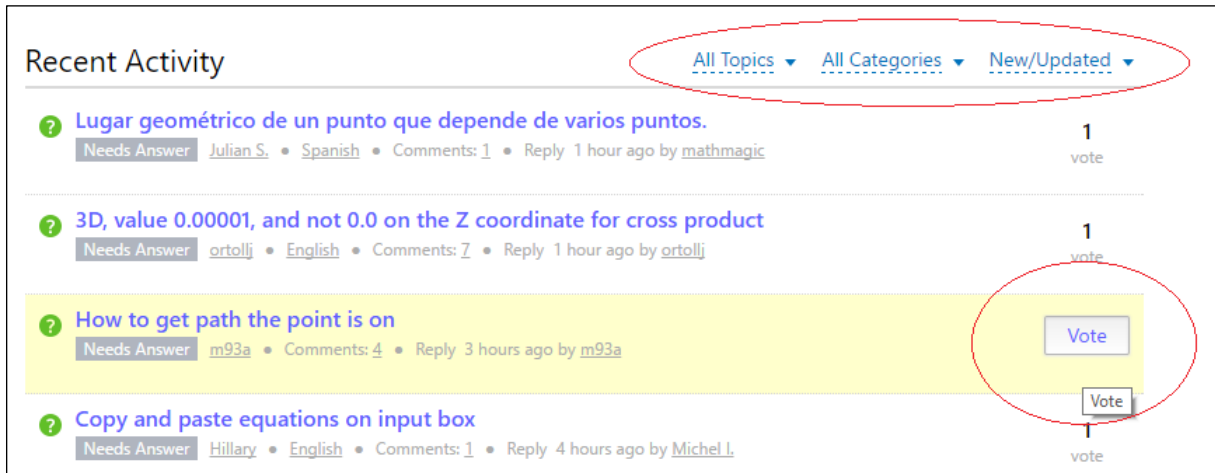 Recent Activity All Topics All Categories New/Updated
Lugar geométrico de un punto que depende de varios puntos.
Needs Answer Julian S. • Spanish • Comments: 1 • Reply 1 hour ago by mathmagic
1
vote
3D, value 0.00001, and not 0.0 on the Z coordinate for cross product
Needs Answer ortollj • English • Comments: 7 • Reply 1 hour ago by ortollj
1
vote
How to get path the point is on
Needs Answer m93a • Comments: 4 • Reply 3 hours ago by m93a
Vote
Vote
Copy and paste equations on input box
Needs Answer Hillary • English • Comments: 1 • Reply 4 hours ago by Michel I.
1
vote